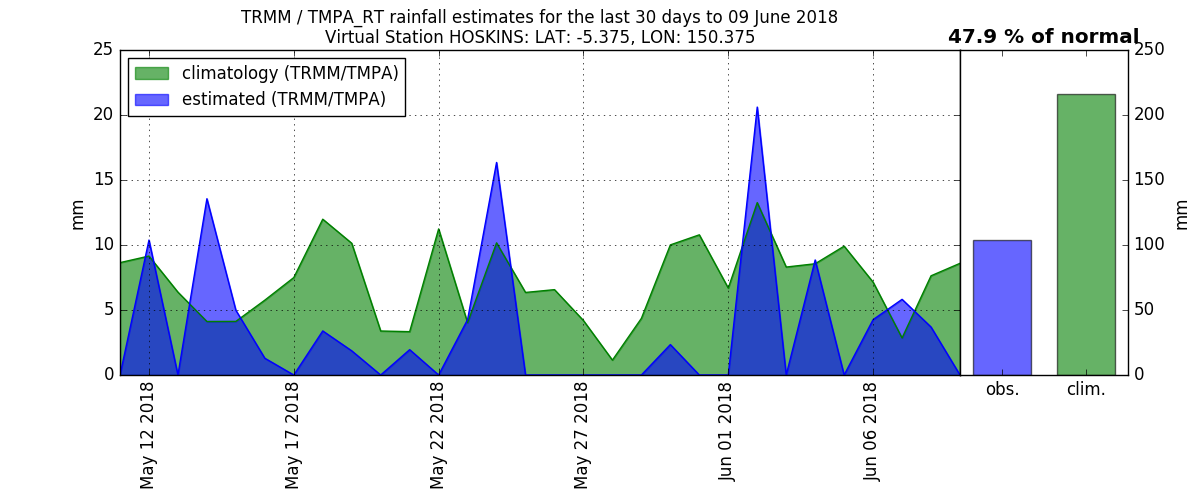 TRMM / TMPA_RT rainfall estimates for the last 30 days to 09 June 2018
Virtual Station HOSKINS: LAT: -5.375, LON: 150.375
47.9 % of normal
climatology (TRMM/TMPA)
estimated (TRMM/TMPA)
25
20
15
10
5
0
mm
250
200
150
100
50
0
mm
May 12 2018
May 17 2018
May 22 2018
May 27 2018
Jun 01 2018
Jun 06 2018
obs.
clim.